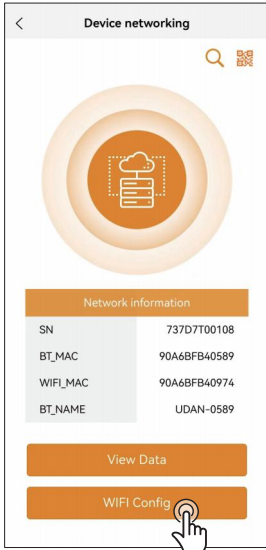 Device networking
Network information
SN 737D7T00108
BT_MAC 90A6BFB40589
WIFI_MAC 90A6BFB40974
BT_NAME UDAN-0589
View Data
WIFI Config